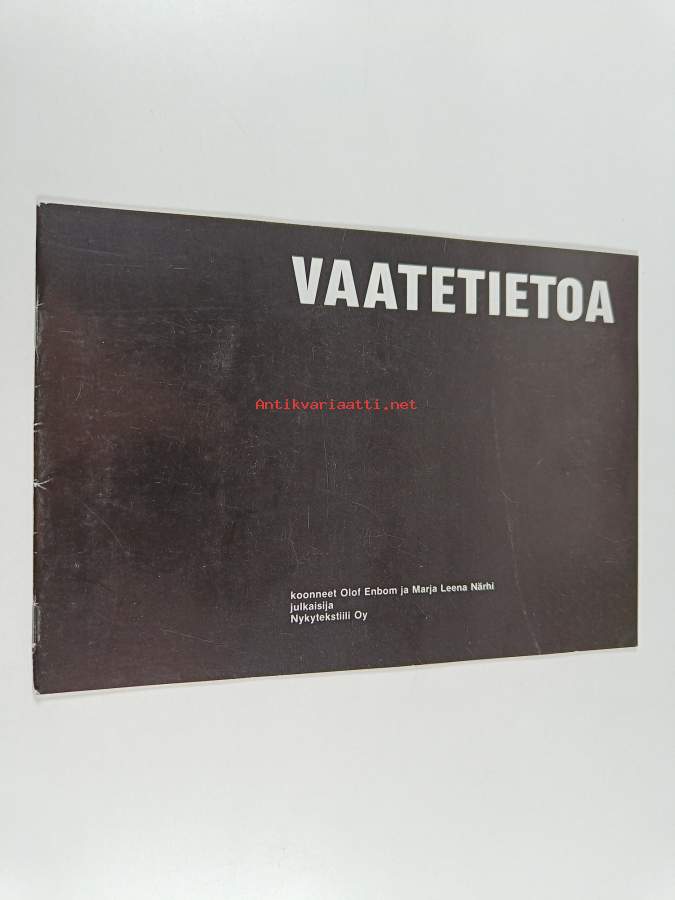 VAATETIETOA
Antikvariaatti.net
koonneet Olof Enbom ja Marja Leena Närhi
julkaisija
Nykytekstiili Oy